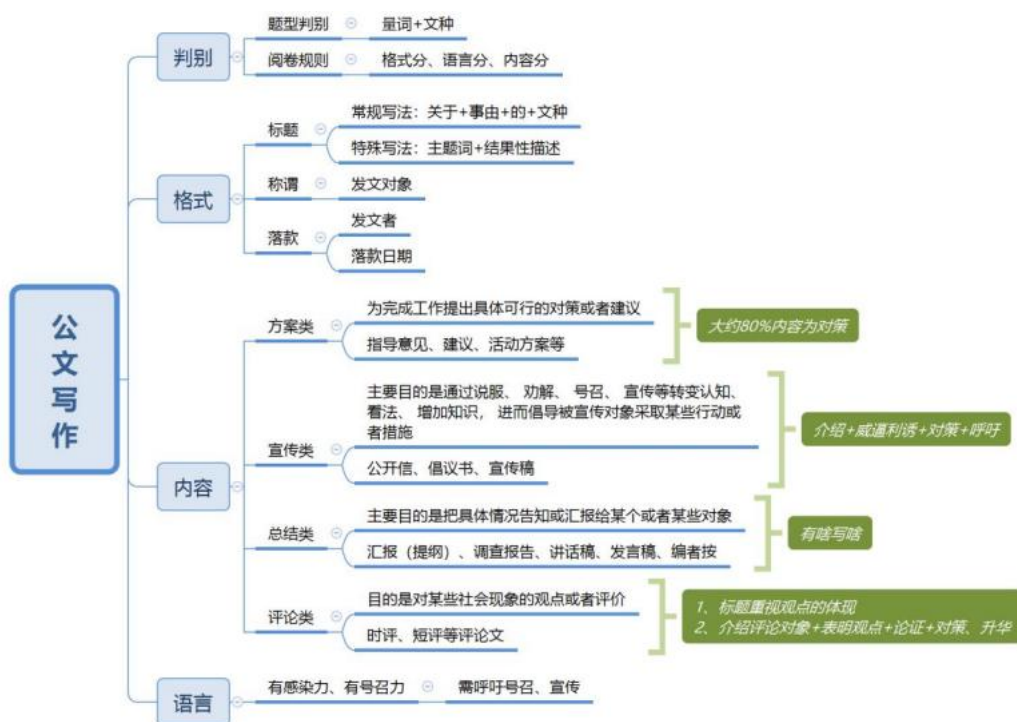 公文写作
判别
题型判别
量词+文种
阅卷规则
格式分、语言分、内容分
格式
标题
常规写法：关于+事由+的+文种
特殊写法：主题词+结果性描述
称谓
发文对象
落款
发文者
落款日期
内容
方案类
为完成工作提出具体可行的对策或者建议
指导意见、建议、活动方案等
大约80%内容为对策
宣传类
主要目的是通过说服、 劝解、 号召、 宣传等转变认知、
看法、 增加知识， 进而倡导被宣传对象采取某些行动或
者措施
公开信、倡议书、宣传稿
介绍+威逼利诱+对策+呼吁
总结类
主要目的是把具体情况告知或汇报给某个或者某些对象
汇报（提纲）、调查报告、讲话稿、发言稿、编者按
有啥写啥
评论类
目的是对某些社会现象的观点或者评价
时评、短评等评论文
1、标题重视观点的体现
2、介绍评论对象+表明观点+论证+对策、升华
语言
有感染力、有号召力
需呼吁号召、宣传